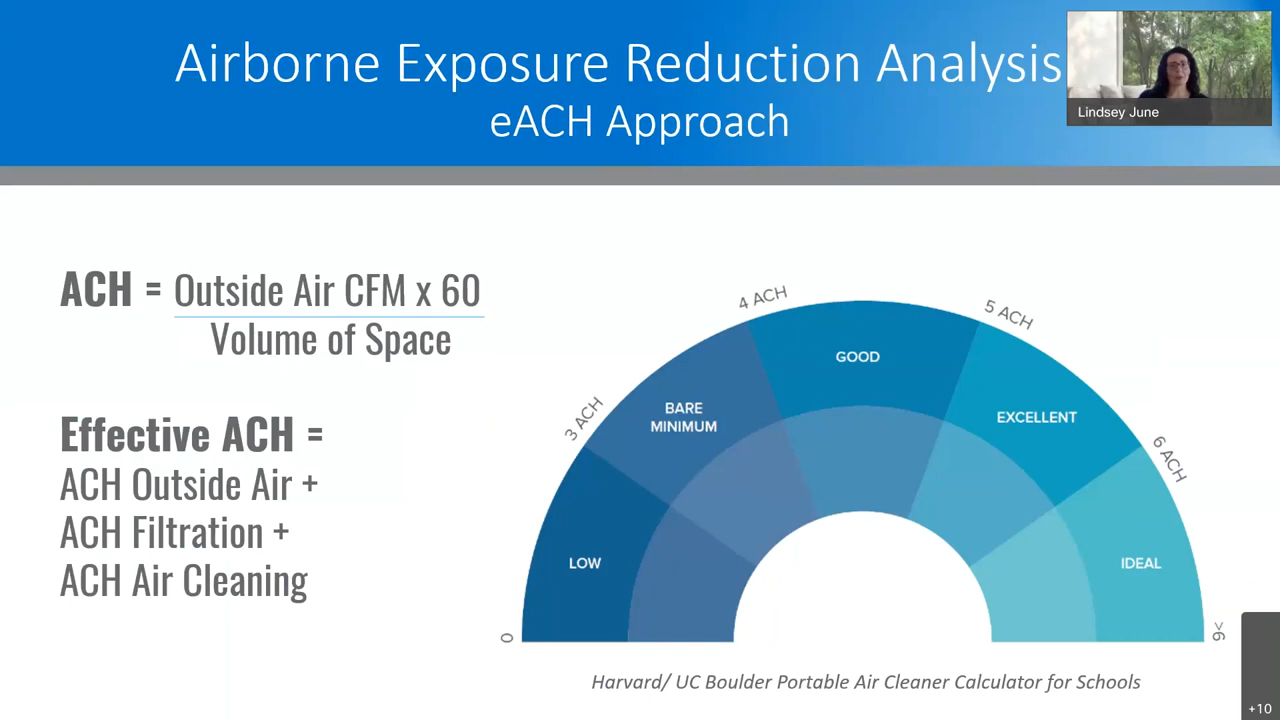 Airborne Exposure Reduction Analysis
eACH Approach
Lindsey June
ACH = Outside Air CFM x 60
Volume of Space
Effective ACH =
ACH Outside Air +
ACH Filtration +
ACH Air Cleaning
0
3 ACH
4 ACH
5 ACH
6 ACH
>6
LOW
BARE
MINIMUM
GOOD
EXCELLENT
IDEAL
Harvard/ UC Boulder Portable Air Cleaner Calculator for Schools
+10